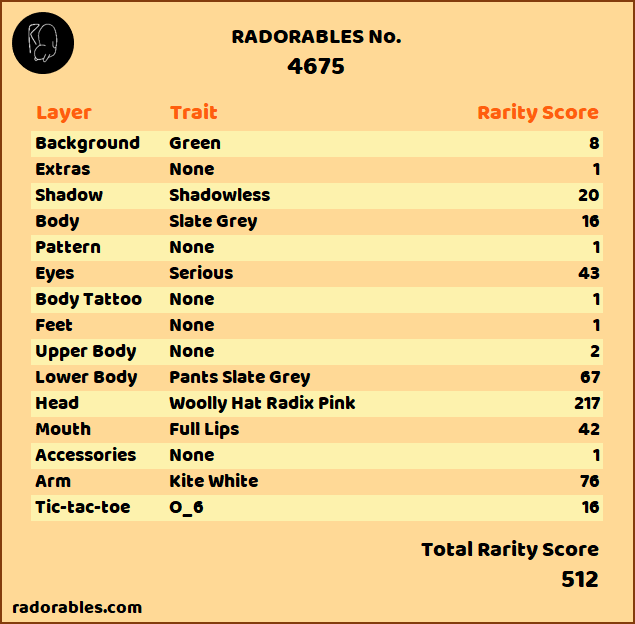 RADORABLES No.
4675
Layer Trait Rarity Score
Background Green 8
Extras None 1
Shadow Shadowless 20
Body Slate Grey 16
Pattern None 1
Eyes Serious 43
Body Tattoo None 1
Feet None 1
Upper Body None 2
Lower Body Pants Slate Grey 67
Head Woolly Hat Radix Pink 217
Mouth Full Lips 42
Accessories None 1
Arm Kite White 76
Tic-tac-toe O_6 16
Total Rarity Score
512
radorables.com